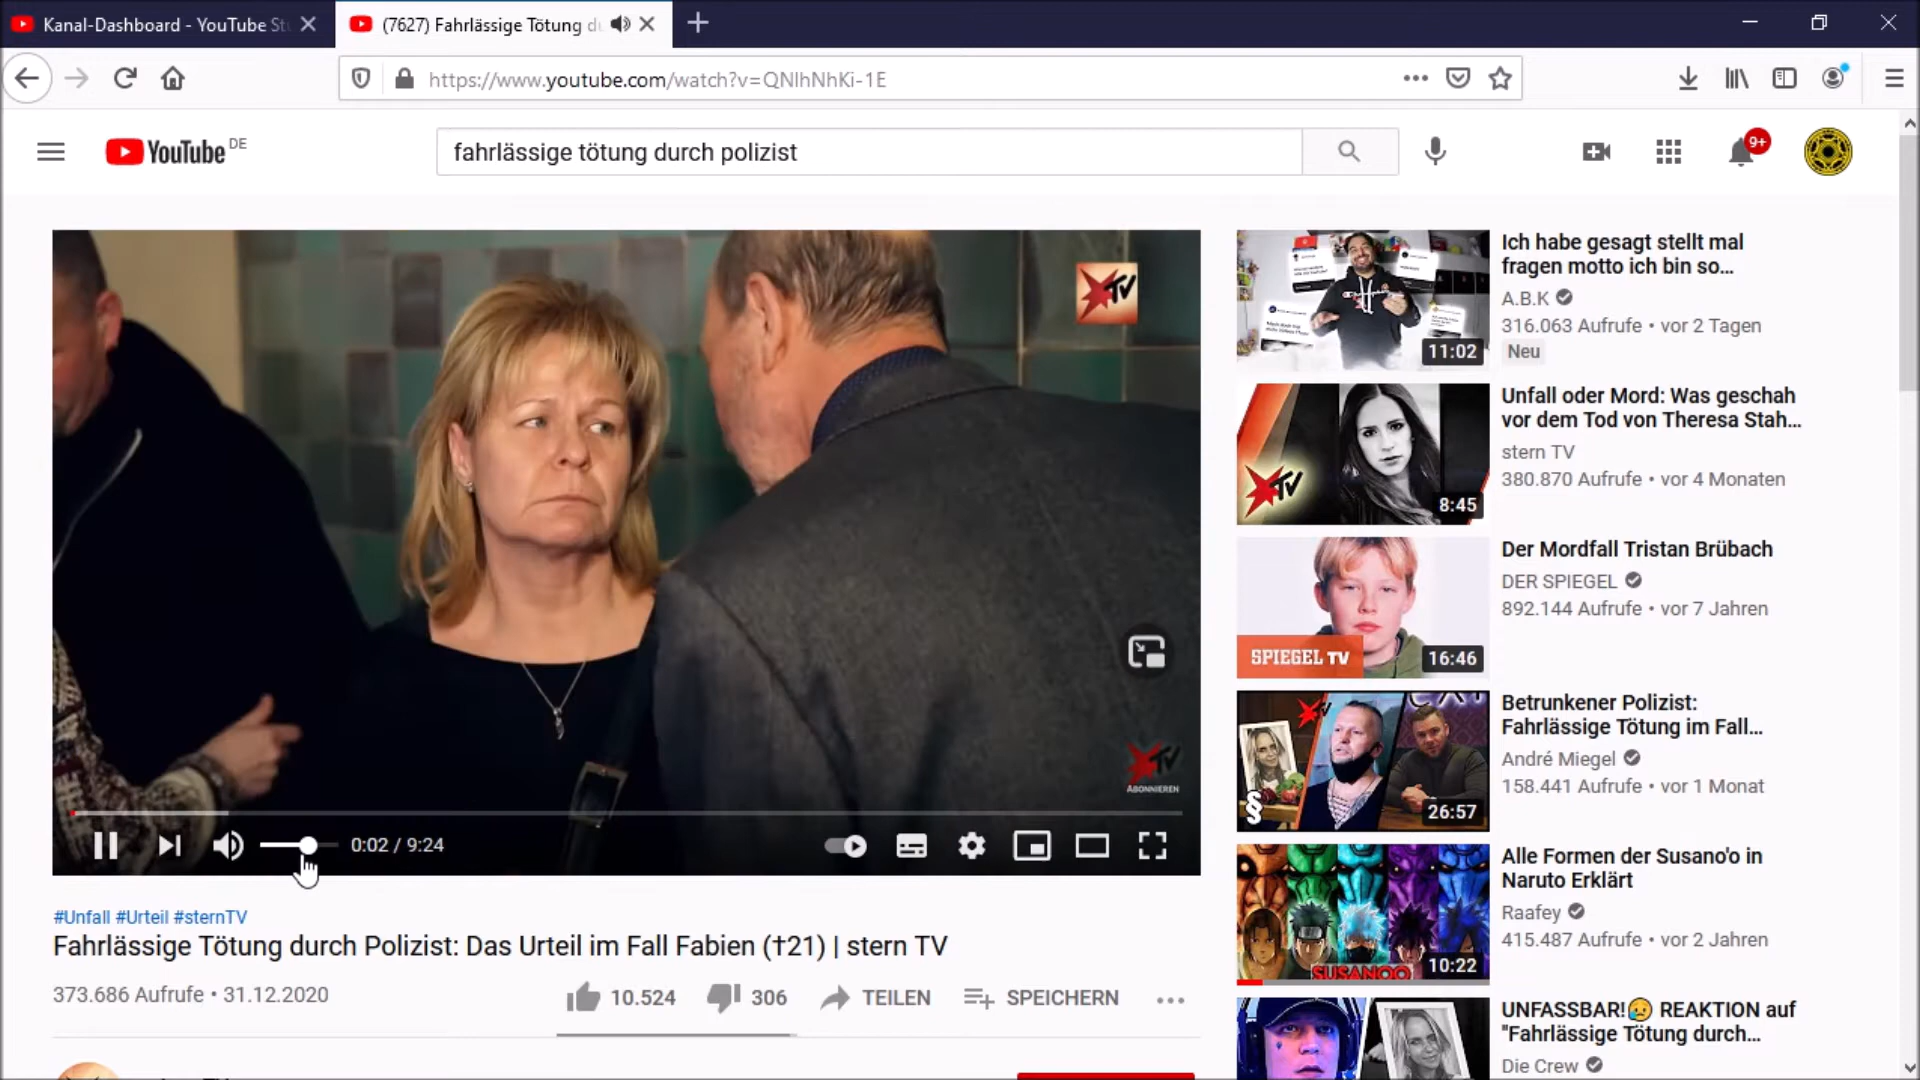 Kanal-Dashboard - YouTube St
(7627) Fahrlässige Tötung d
https://www.youtube.com/watch?v=QNlhNhKi-1E
YouTube DE
fahrlässige tötung durch polizist
9+
TV
TV
ABONNIEREN
0:02 / 9:24
#Unfall #Urteil #sternTV
Fahrlässige Tötung durch Polizist: Das Urteil im Fall Fabien (†21) | stern TV
373.686 Aufrufe • 31.12.2020
10.524
306
TEILEN
SPEICHERN
11:02
Ich habe gesagt stellt mal
fragen motto ich bin so...
A.B.K
316.063 Aufrufe • vor 2 Tagen
Neu
TV
8:45
Unfall oder Mord: Was geschah
vor dem Tod von Theresa Stah...
stern TV
380.870 Aufrufe • vor 4 Monaten
SPIEGEL TV
16:46
Der Mordfall Tristan Brübach
DER SPIEGEL
892.144 Aufrufe • vor 7 Jahren
§
26:57
Betrunkener Polizist:
Fahrlässige Tötung im Fall...
André Miegel
158.441 Aufrufe • vor 1 Monat
SUSANOO
10:22
Alle Formen der Susano'o in
Naruto Erklärt
Raafey
415.487 Aufrufe • vor 2 Jahren
UNFASSBAR!😥 REAKTION auf
"Fahrlässige Tötung durch...
Die Crew